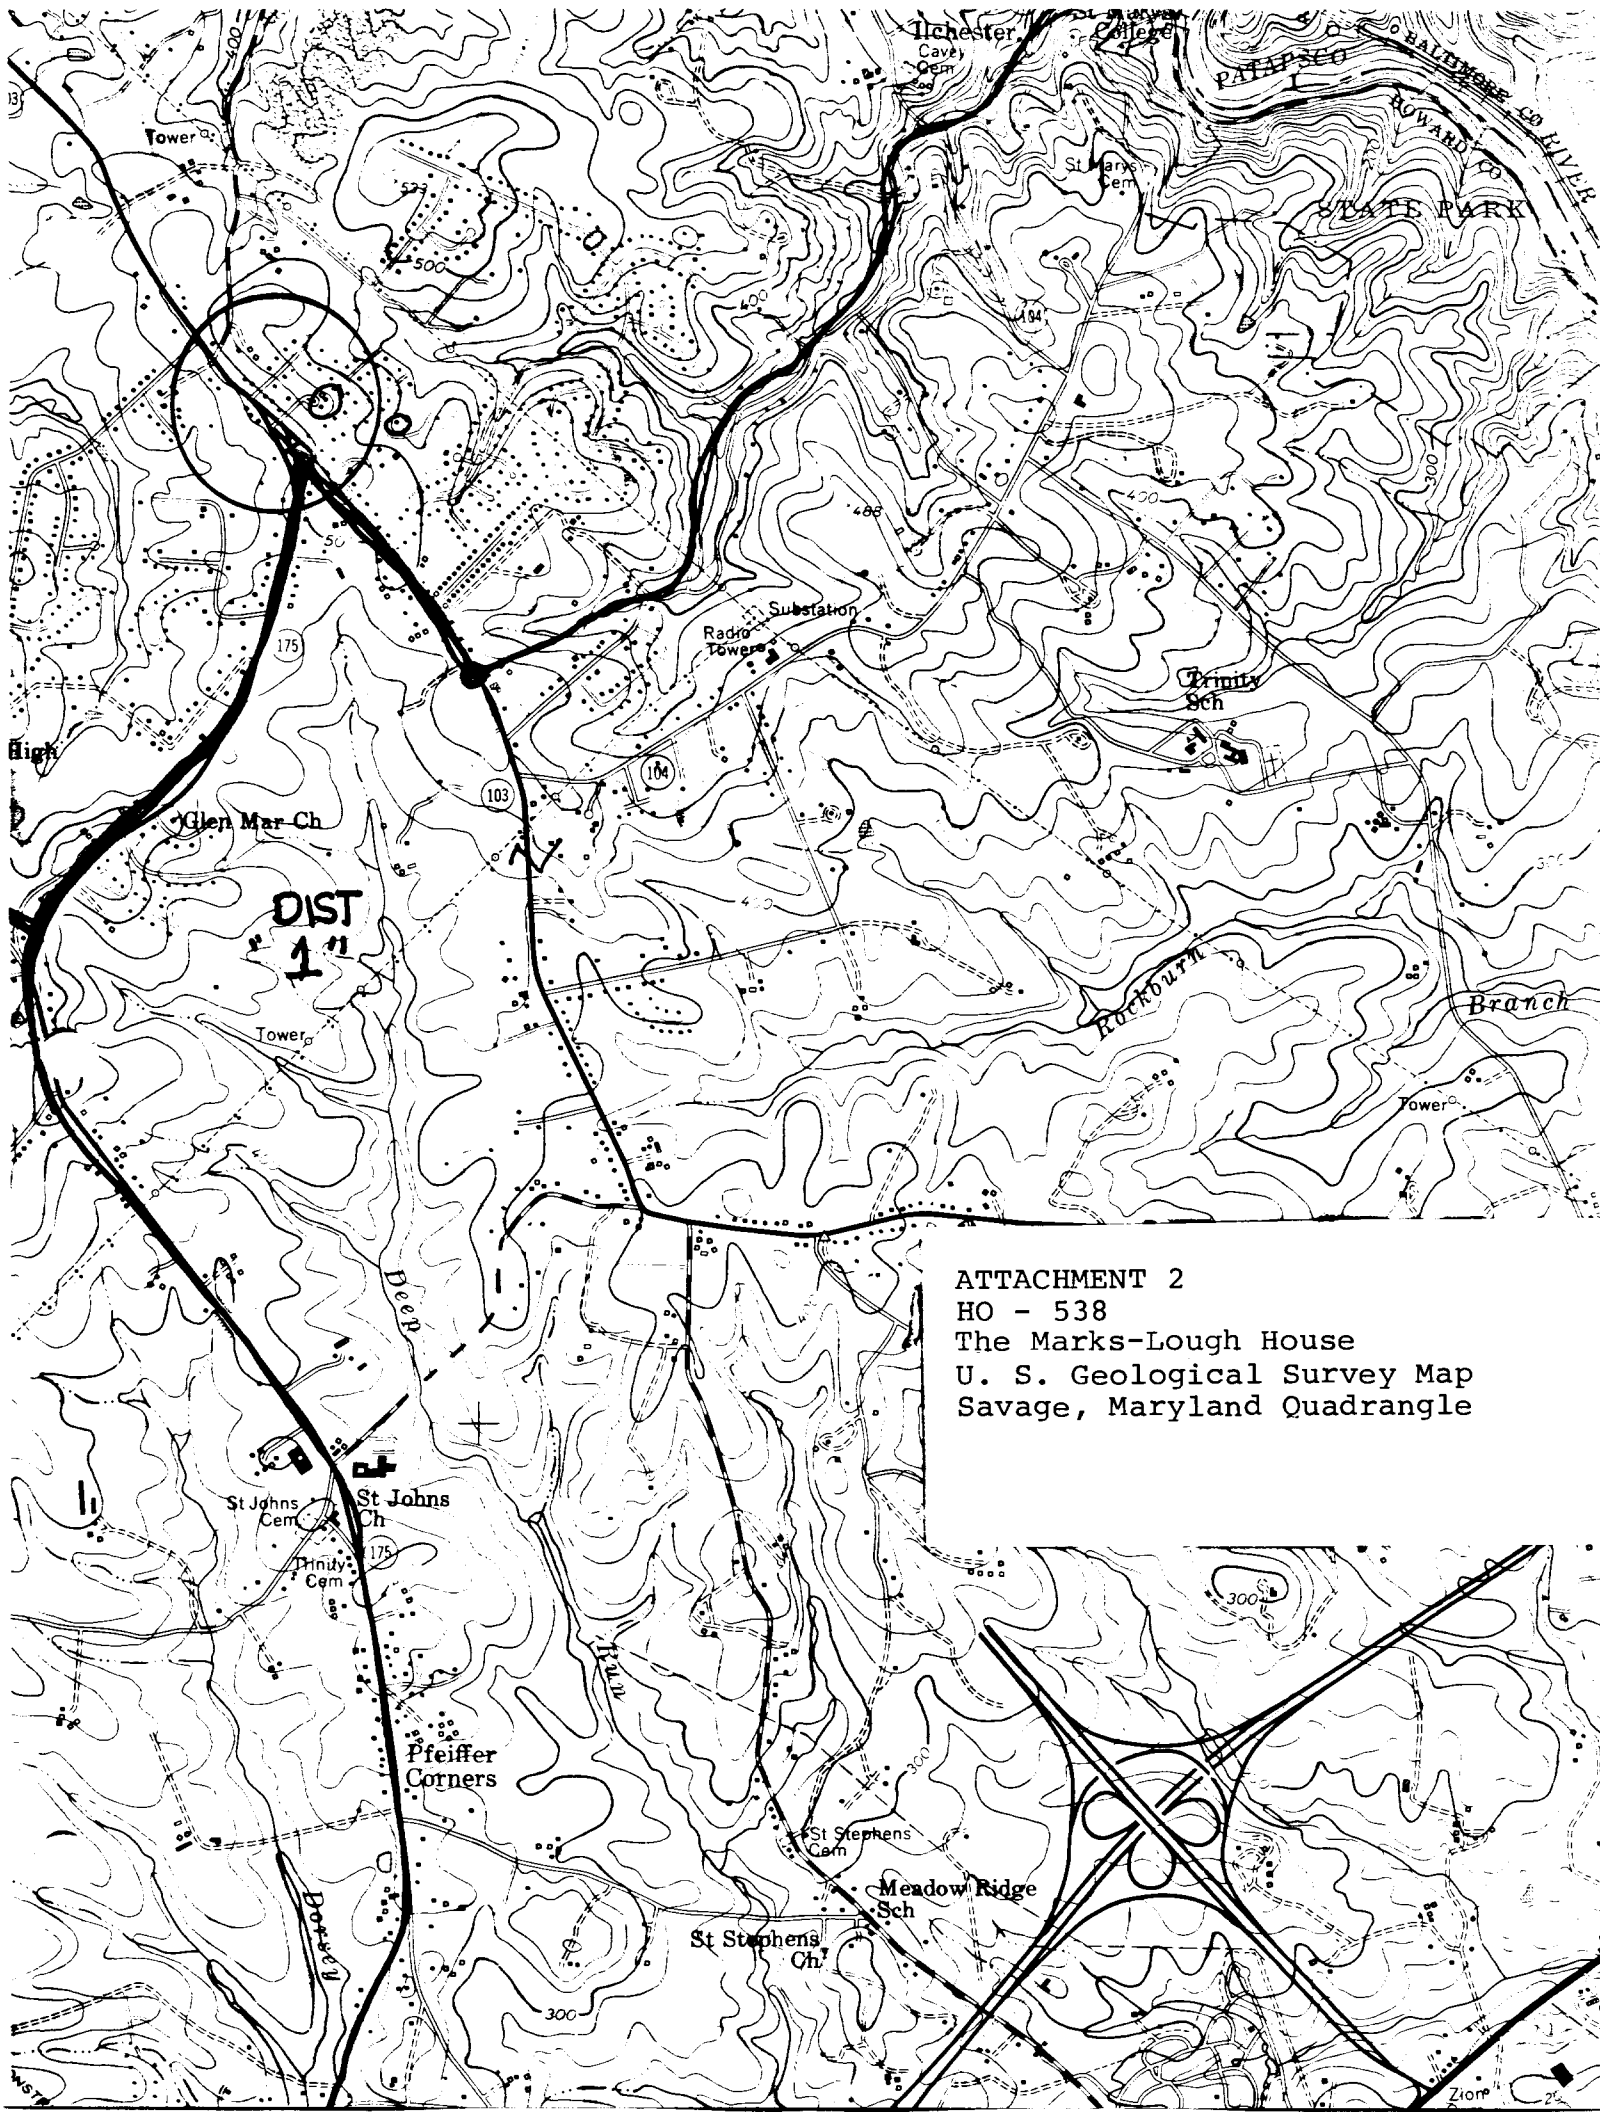 Ilchester
Cavey
Cem
St Marys
College
PATAPSCO
BALTIMORE CO
HOWARD CO
RIVER
STATE PARK
400
Tower
St Marys
Cem
500
400
104
300
400
488
175
Substation
Radio
Tower
Trinity
Sch
High
104
103
Glen Mar Ch
DIST
"1"
Rockburn
Branch
Tower
Tower
Deep
ATTACHMENT 2
HO - 538
The Marks-Lough House
U. S. Geological Survey Map
Savage, Maryland Quadrangle
St Johns
Cem
St Johns
Ch
175
Trinity
Cem
300
Run
Pfeiffer
Corners
300
St Stephens
Cem
Meadow Ridge
Sch
St Stephens
Ch
Dorsey
300
Zion